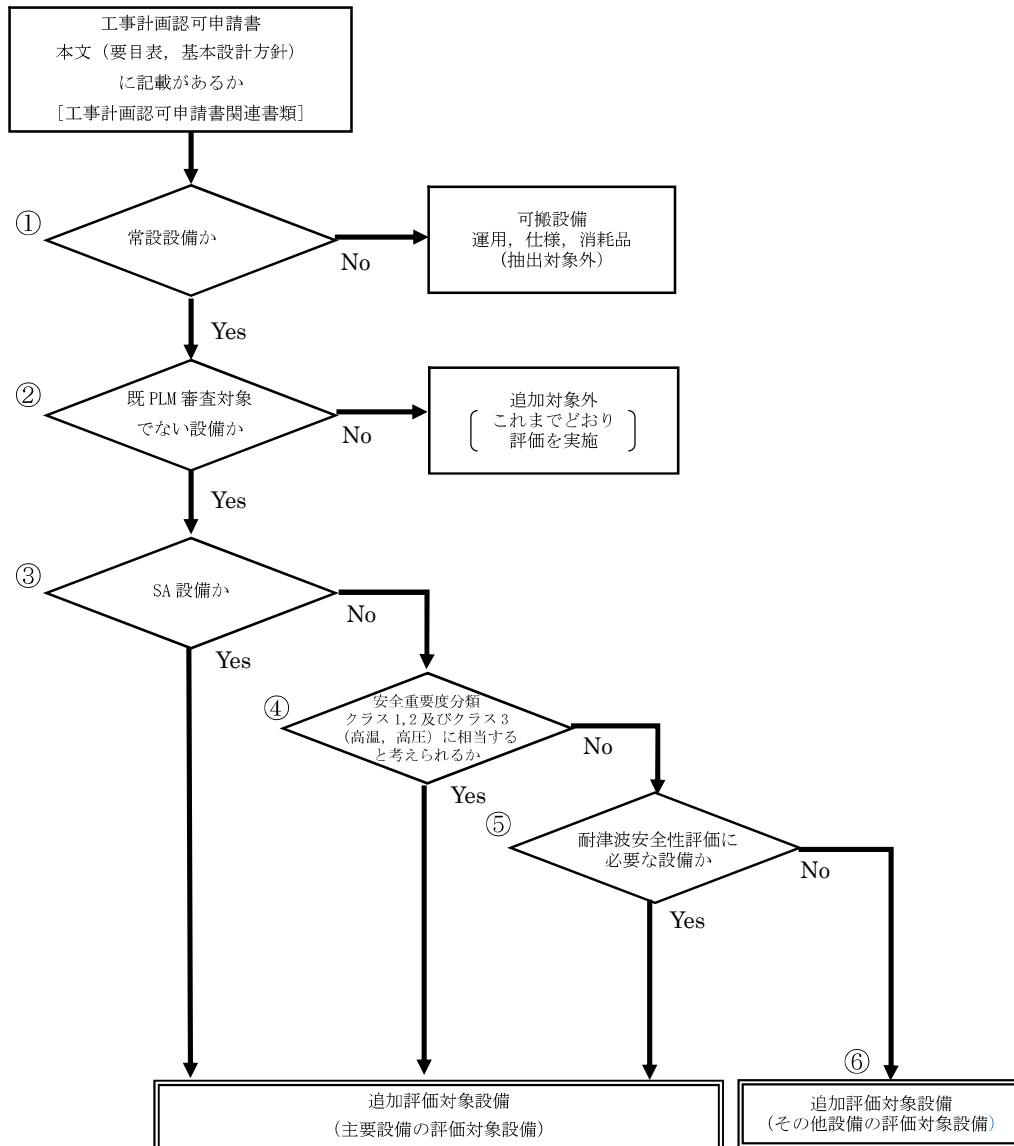 工事計画認可申請書
本文（要目表，基本設計方針）
に記載があるか
［工事計画認可申請書関連書類］
①
常設設備か
No
可搬設備
運用，仕様，消耗品
（抽出対象外）
Yes
②
既 PLM 審査対象
でない設備か
No
追加対象外
これまでどおり
評価を実施
Yes
③
SA 設備か
No
Yes
④
安全重要度分類
クラス 1,2 及びクラス 3
（高温，高圧）に相当する
と考えられるか
No
Yes
⑤
耐津波安全性評価に
必要な設備か
No
Yes
追加評価対象設備
（主要設備の評価対象設備）
⑥
追加評価対象設備
（その他設備の評価対象設備）